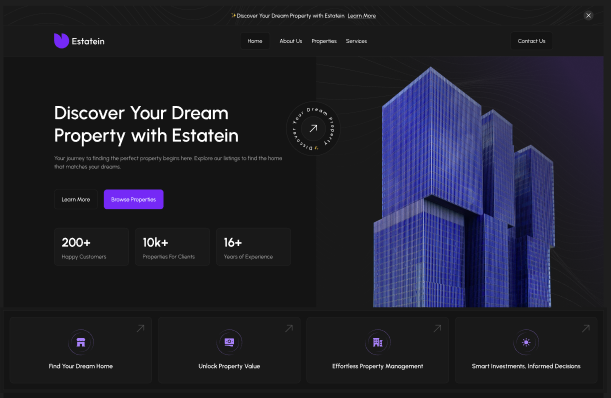 ✨Discover Your Dream Property with Estatein Learn More
Estatein
Home
About Us
Properties
Services
Contact Us
Discover Your Dream
Property with Estatein
Discover Your Dream Property
Your journey to finding the perfect property begins here. Explore our listings to find the home
that matches your dreams.
Learn More
Browse Properties
200+
Happy Customers
10k+
Properties For Clients
16+
Years of Experience
Find Your Dream Home
Unlock Property Value
Effortless Property Management
Smart Investments, Informed Decisions